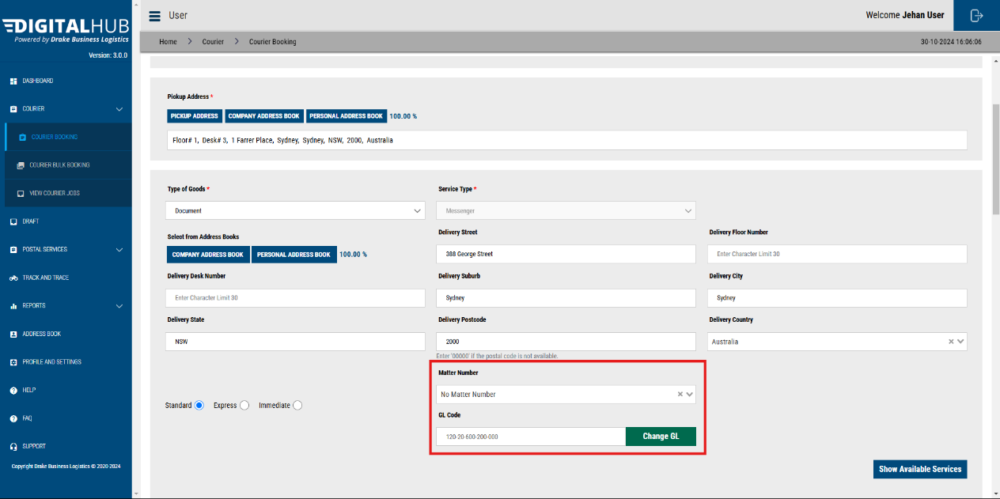 DIGITALHUB
Powered by Drake Business Logistics
Version: 3.0.0
DASHBOARD
COURIER
COURIER BOOKING
COURIER BULK BOOKING
VIEW COURIER JOBS
DRAFT
POSTAL SERVICES
TRACK AND TRACE
REPORTS
ADDRESS BOOK
PROFILE AND SETTINGS
HELP
FAQ
SUPPORT
Copyright Drake Business Logistics © 2020-2024
User
Welcome Jehan User
Home > Courier > Courier Booking
30-10-2024 16:06:06
Pickup Address *
PICKUP ADDRESS COMPANY ADDRESS BOOK PERSONAL ADDRESS BOOK 100.00 %
Floor# 1, Desk# 3, 1 Farrer Place, Sydney, Sydney, NSW, 2000, Australia
Type of Goods * Service Type *
Document Messenger
Select from Address Books Delivery Street Delivery Floor Number
COMPANY ADDRESS BOOK PERSONAL ADDRESS BOOK 100.00 % 388 George Street Enter Character Limit 30
Delivery Desk Number Delivery Suburb Delivery City
Enter Character Limit 30 Sydney Sydney
Delivery State Delivery Postcode Delivery Country
NSW 2000 Australia
Enter '00000' if the postal code is not available.
Matter Number
No Matter Number
Standard Express Immediate
GL Code
120-20-600-200-000 Change GL
Show Available Services